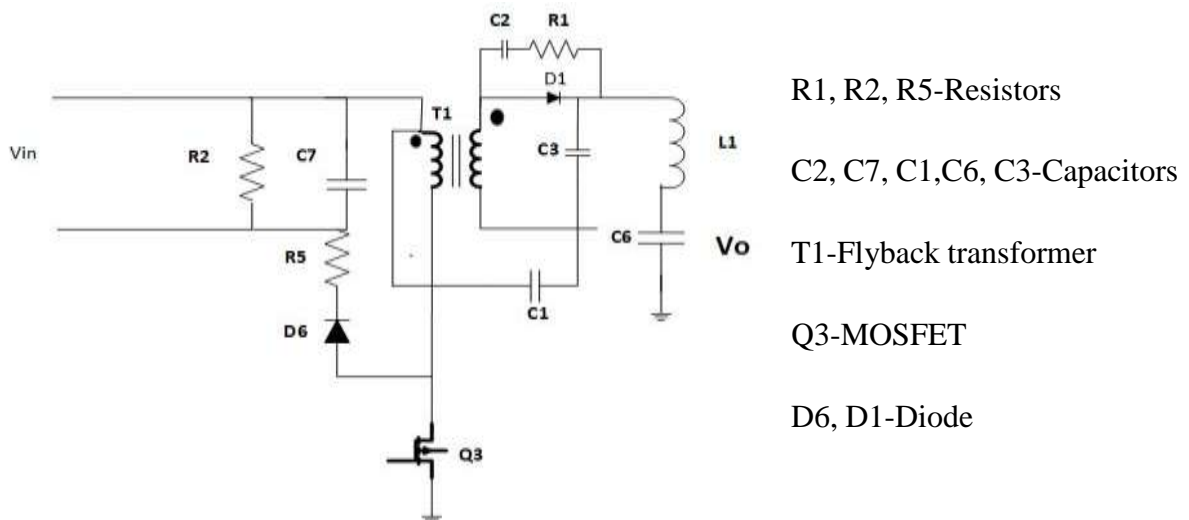 C2 R1
D1
T1
Vin
R2
C7
C3
L1
C6
Vo
R5
C1
D6
Q3
R1, R2, R5-Resistors
C2, C7, C1,C6, C3-Capacitors
T1-Flyback transformer
Q3-MOSFET
D6, D1-Diode